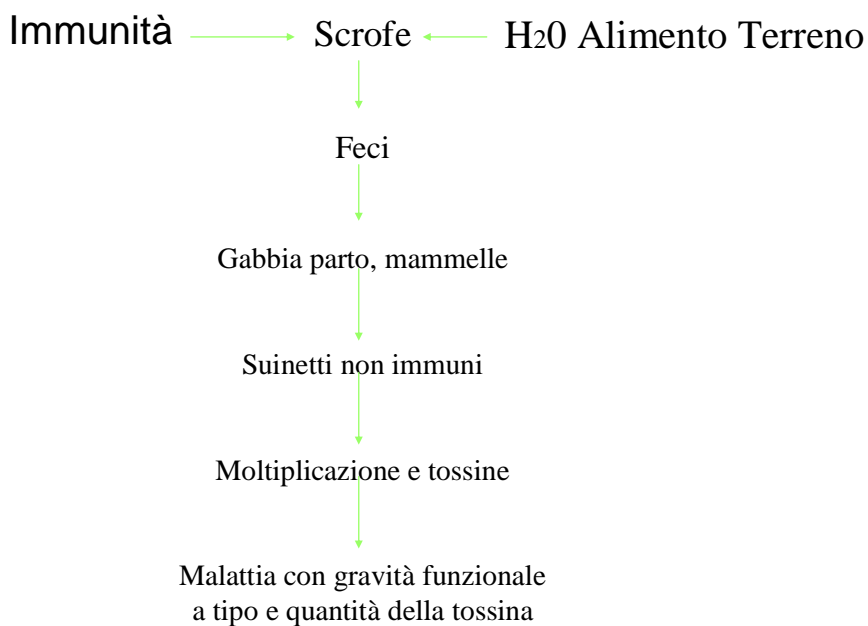 Immunità Scrofe H20 Alimento Terreno
Feci
Gabbia parto, mammelle
Suinetti non immuni
Moltiplicazione e tossine
Malattia con gravità funzionale
a tipo e quantità della tossina